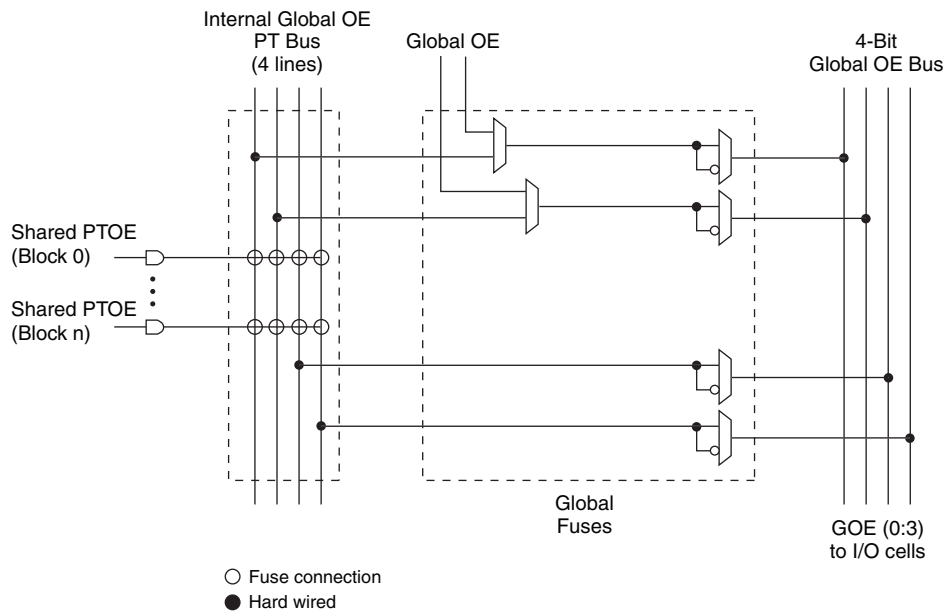 Internal Global OE
PT Bus
(4 lines)
Global OE
4-Bit
Global OE Bus
Shared PTOE
(Block 0)
Shared PTOE
(Block n)
Global
Fuses
GOE (0:3)
to I/O cells
Fuse connection
Hard wired